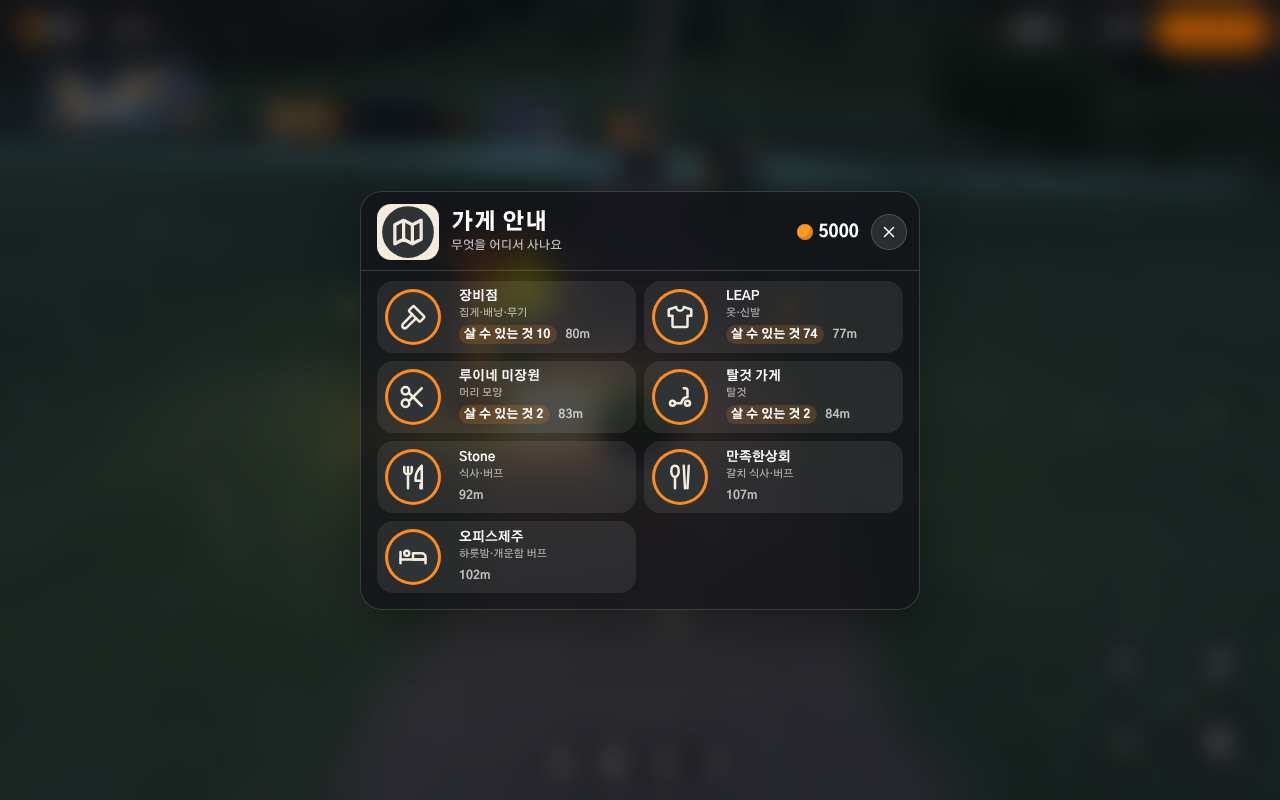 가게 안내
무엇을 어디서 사나요
5000
장비점
집게·배낭·무기
살 수 있는 것 10 80m
LEAP
옷·신발
살 수 있는 것 74 77m
루이네 미장원
머리 모양
살 수 있는 것 2 83m
탈것 가게
탈것
살 수 있는 것 2 84m
Stone
식사·버프
92m
만족한상회
갈치 식사·버프
107m
오피스제주
하룻밤·개운함 버프
102m